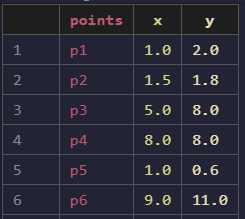 points x y
1 p1 1.0 2.0
2 p2 1.5 1.8
3 p3 5.0 8.0
4 p4 8.0 8.0
5 p5 1.0 0.6
6 p6 9.0 11.0